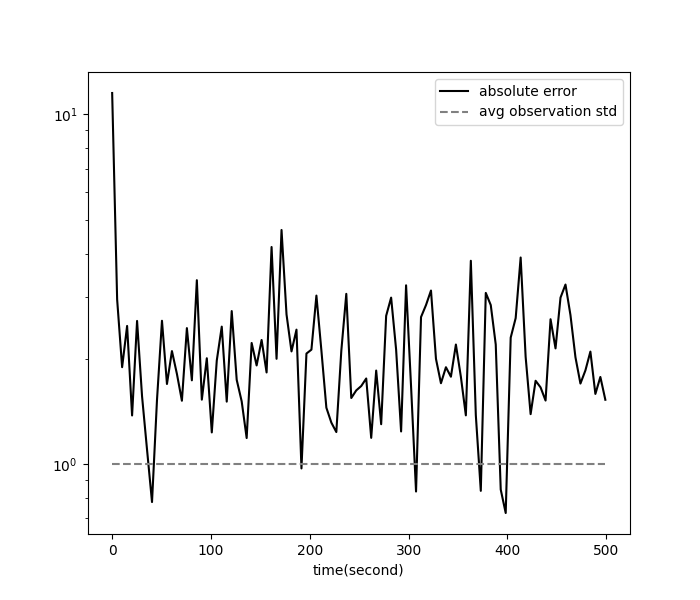 absolute error
avg observation std
10¹
10⁰
0 100 200 300 400 500
time(second)